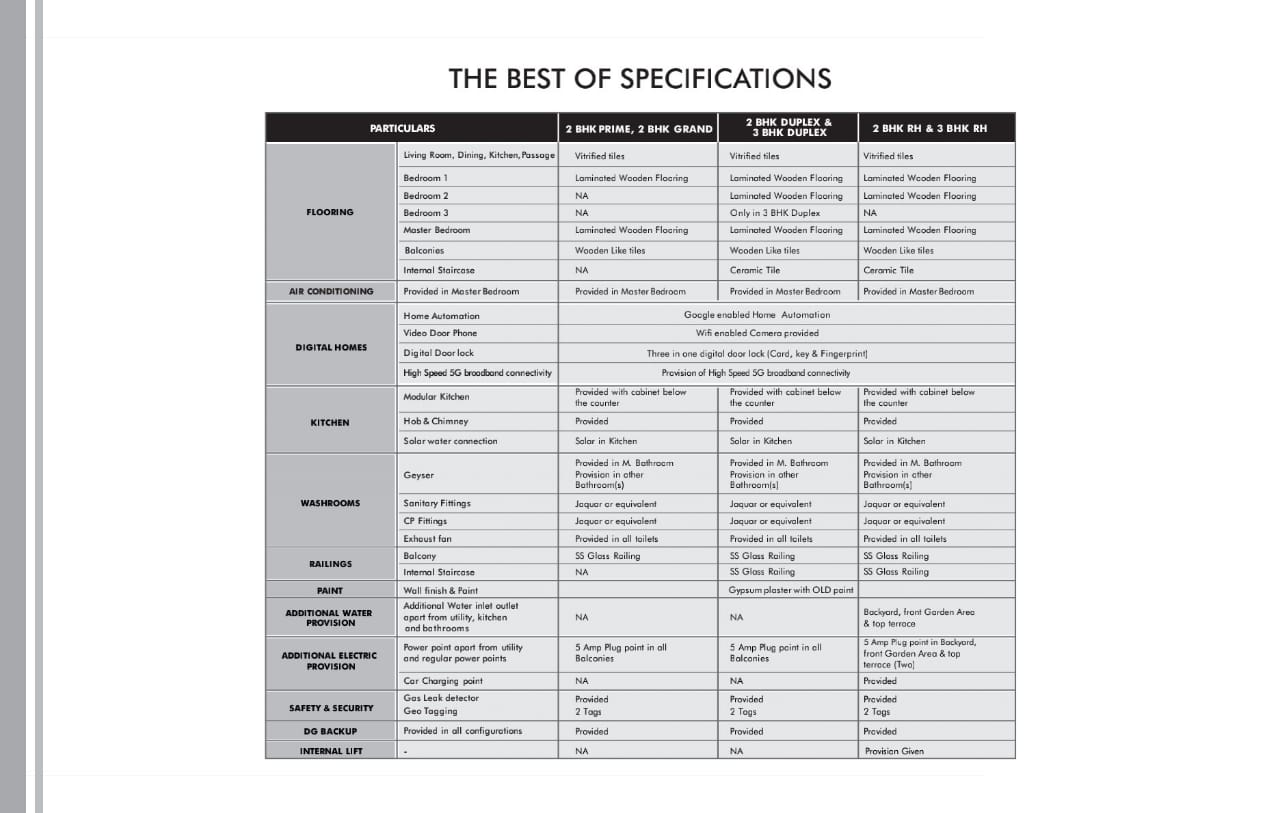 THE BEST OF SPECIFICATIONS
PARTICULARS 2 BHK PRIME, 2 BHK GRAND 2 BHK DUPLEX & 3 BHK DUPLEX 2 BHK RH & 3 BHK RH
FLOORING
Living Room, Dining, Kitchen, Passage Vitrified tiles Vitrified tiles Vitrified tiles
Bedroom 1 Laminated Wooden Flooring Laminated Wooden Flooring Laminated Wooden Flooring
Bedroom 2 NA Laminated Wooden Flooring Laminated Wooden Flooring
Bedroom 3 NA Only in 3 BHK Duplex NA
Master Bedroom Laminated Wooden Flooring Laminated Wooden Flooring Laminated Wooden Flooring
Balconies Wooden Like tiles Wooden Like tiles Wooden Like tiles
Internal Staircase NA Ceramic Tile Ceramic Tile
AIR CONDITIONING Provided in Master Bedroom Provided in Master Bedroom Provided in Master Bedroom Provided in Master Bedroom
DIGITAL HOMES
Home Automation Google enabled Home Automation
Video Door Phone Wifi enabled Camera provided
Digital Door lock Three in one digital door lock (Card, key & Fingerprint)
High Speed 5G broadband connectivity Provision of High Speed 5G broadband connectivity
KITCHEN
Modular Kitchen Provided with cabinet below the counter Provided with cabinet below the counter Provided with cabinet below the counter
Hob & Chimney Provided Provided Provided
Solar water connection Solar in Kitchen Solar in Kitchen Solar in Kitchen
WASHROOMS
Geyser Provided in M. Bathroom Provision in other Bathroom(s) Provided in M. Bathroom Provision in other Bathroom(s) Provided in M. Bathroom Provision in other Bathroom(s)
Sanitary Fittings Jaquar or equivalent Jaquar or equivalent Jaquar or equivalent
CP Fittings Jaquar or equivalent Jaquar or equivalent Jaquar or equivalent
Exhaust fan Provided in all toilets Provided in all toilets Provided in all toilets
RAILINGS
Balcony SS Glass Railing SS Glass Railing SS Glass Railing
Internal Staircase NA SS Glass Railing SS Glass Railing
PAINT Wall finish & Paint Gypsum plaster with OLD paint
ADDITIONAL WATER PROVISION
Additional Water inlet outlet apart from utility, kitchen and bathrooms NA NA Backyard, front Garden Area & top terrace
ADDITIONAL ELECTRIC PROVISION
Power point apart from utility and regular power points 5 Amp Plug point in all Balconies 5 Amp Plug point in all Balconies 5 Amp Plug point in Backyard, front Garden Area & top terrace (Two)
Car Charging point NA NA Provided
SAFETY & SECURITY
Gas Leak detector Provided Provided Provided
Geo Tagging 2 Tags 2 Tags 2 Tags
DG BACKUP Provided in all configurations Provided Provided Provided
INTERNAL LIFT - NA NA Provision Given